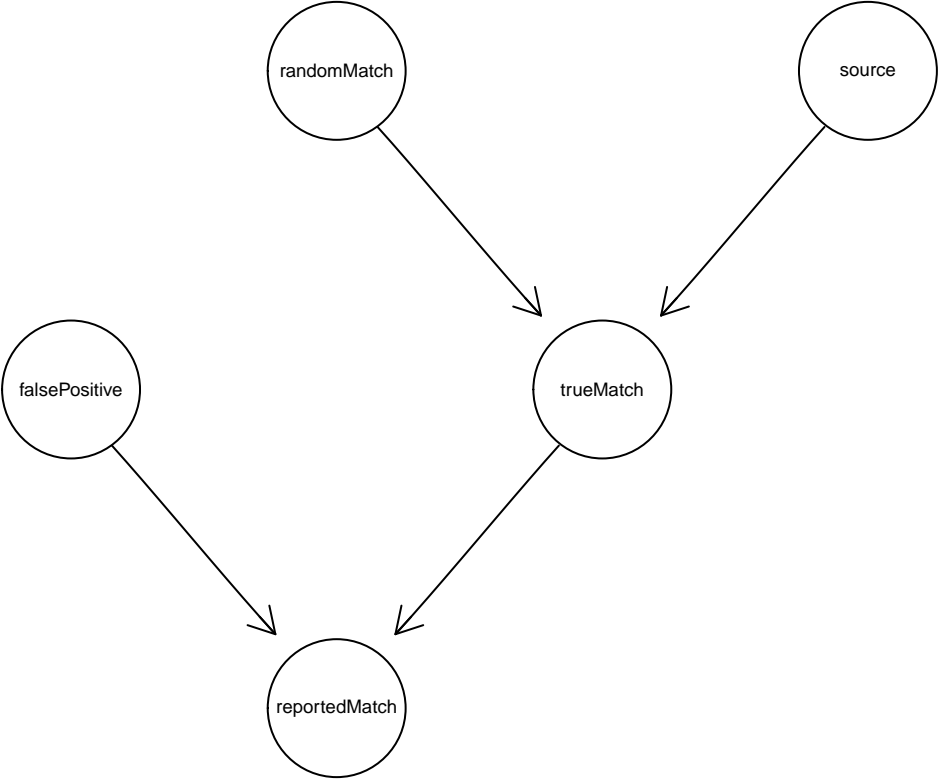 randomMatch
source
falsePositive
trueMatch
reportedMatch